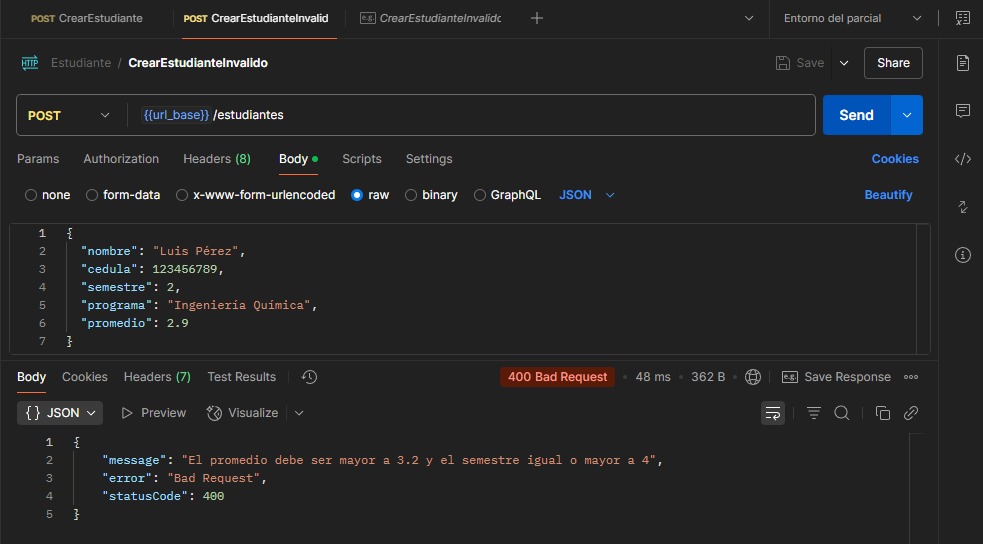 POST CrearEstudiante POST CrearEstudianteInvalid e.g. CrearEstudianteInvalido + Entorno del parcial
HTTP Estudiante / CrearEstudianteInvalido Save Share
POST {{url_base}} /estudiantes Send
Params Authorization Headers (8) Body Scripts Settings Cookies
none form-data x-www-form-urlencoded raw binary GraphQL JSON Beautify
1 {
2 "nombre": "Luis Pérez",
3 "cedula": 123456789,
4 "semestre": 2,
5 "programa": "Ingeniería Química",
6 "promedio": 2.9
7 }
Body Cookies Headers (7) Test Results 400 Bad Request • 48 ms • 362 B e.g. Save Response
{} JSON Preview Visualize
1 {
2 "message": "El promedio debe ser mayor a 3.2 y el semestre igual o mayor a 4",
3 "error": "Bad Request",
4 "statusCode": 400
5 }